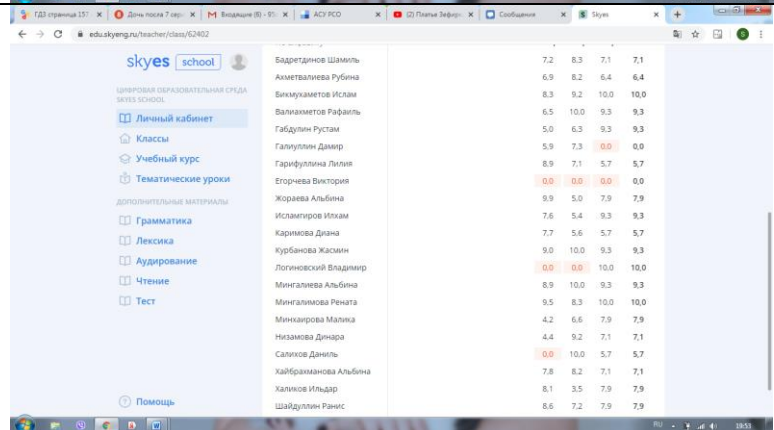 ГДЗ страница 157
Дочь посла 7 сер
Входящие (6) - 95
АСУ РСО
(2) Платье Зефир
Сообщения
Skyes
edu.skyeng.ru/teacher/class/62402
skyes school
ЦИФРОВАЯ ОБРАЗОВАТЕЛЬНАЯ СРЕДА
SKYES SCHOOL
Личный кабинет
Классы
Учебный курс
Тематические уроки
ДОПОЛНИТЕЛЬНЫЕ МАТЕРИАЛЫ
Грамматика
Лексика
Аудирование
Чтение
Тест
Помощь
Бадретдинов Шамиль 7,2 8,3 7,1 7,1
Ахметвалиева Рубина 6,9 8,2 6,4 6,4
Бикмухаметов Ислам 8,3 9,2 10,0 10,0
Валиахметов Рафаиль 6,5 10,0 9,3 9,3
Габдулин Рустам 5,0 6,3 9,3 9,3
Галиуллин Дамир 5,9 7,3 0,0 0,0
Гарифуллина Лилия 8,9 7,1 5,7 5,7
Егорчева Виктория 0,0 0,0 0,0 0,0
Жораева Альбина 9,9 5,0 7,9 7,9
Исламгиров Илхам 7,6 5,4 9,3 9,3
Каримова Диана 7,7 5,6 5,7 5,7
Курбанова Жасмин 9,0 10,0 9,3 9,3
Логиновский Владимир 0,0 0,0 10,0 10,0
Мингалиева Альбина 8,9 10,0 9,3 9,3
Мингалимова Рената 9,5 8,3 10,0 10,0
Минхаирова Малика 4,2 6,6 7,9 7,9
Низамова Динара 4,4 9,2 7,1 7,1
Салихов Даниль 0,0 10,0 5,7 5,7
Хайбрахманова Альбина 7,8 8,2 7,1 7,1
Халиков Ильдар 8,1 3,5 7,9 7,9
Шайдуллин Ранис 8,6 7,2 7,9 7,9
RU 19:53